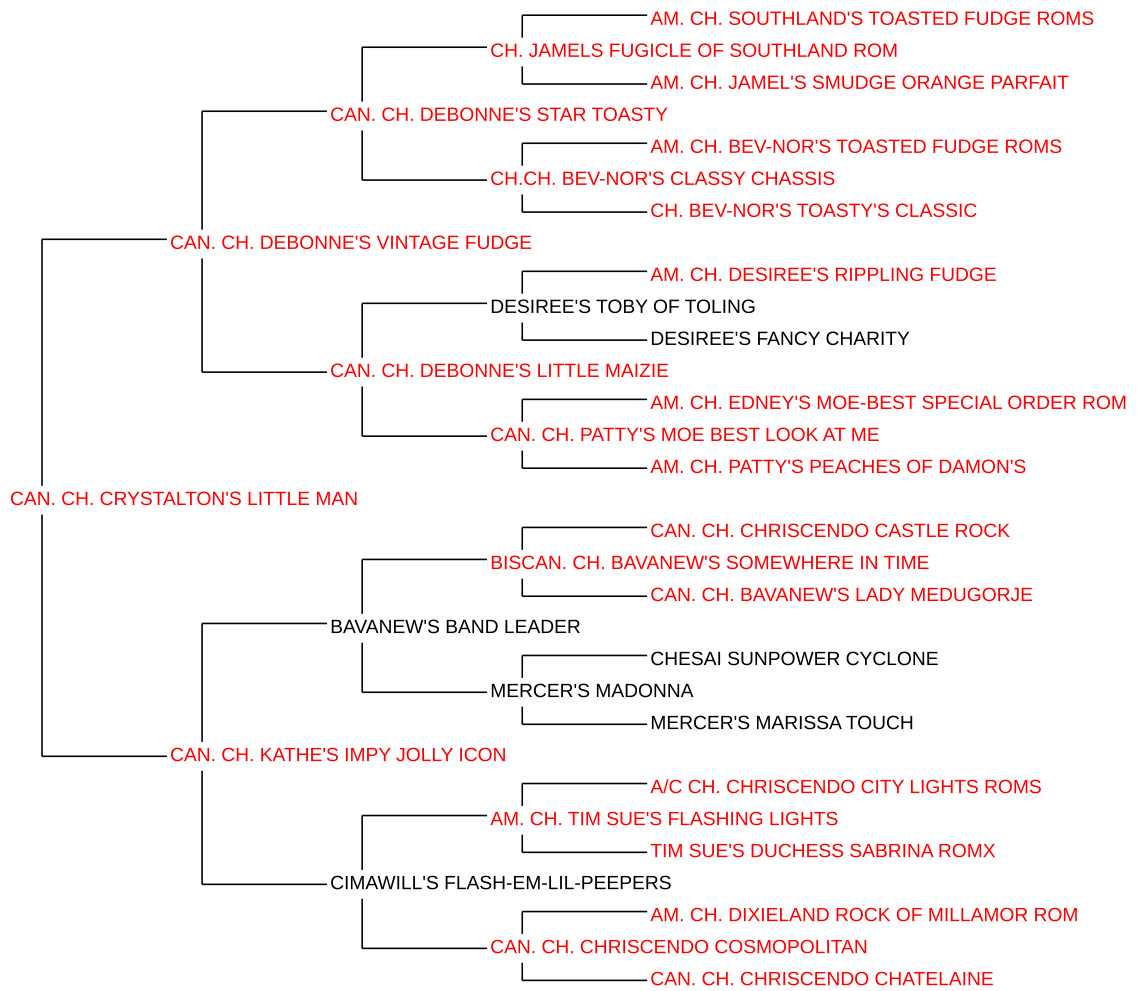 AM. CH. SOUTHLAND'S TOASTED FUDGE ROMS
CH. JAMELS FUGICLE OF SOUTHLAND ROM
AM. CH. JAMEL'S SMUDGE ORANGE PARFAIT
CAN. CH. DEBONNE'S STAR TOASTY
AM. CH. BEV-NOR'S TOASTED FUDGE ROMS
CH.CH. BEV-NOR'S CLASSY CHASSIS
CH. BEV-NOR'S TOASTY'S CLASSIC
CAN. CH. DEBONNE'S VINTAGE FUDGE
AM. CH. DESIREE'S RIPPLING FUDGE
DESIREE'S TOBY OF TOLING
DESIREE'S FANCY CHARITY
CAN. CH. DEBONNE'S LITTLE MAIZIE
AM. CH. EDNEY'S MOE-BEST SPECIAL ORDER ROM
CAN. CH. PATTY'S MOE BEST LOOK AT ME
AM. CH. PATTY'S PEACHES OF DAMON'S
CAN. CH. CRYSTALTON'S LITTLE MAN
CAN. CH. CHRISCENDO CASTLE ROCK
BISCAN. CH. BAVANEW'S SOMEWHERE IN TIME
CAN. CH. BAVANEW'S LADY MEDUGORJE
BAVANEW'S BAND LEADER
CHESAI SUNPOWER CYCLONE
MERCER'S MADONNA
MERCER'S MARISSA TOUCH
CAN. CH. KATHE'S IMPY JOLLY ICON
A/C CH. CHRISCENDO CITY LIGHTS ROMS
AM. CH. TIM SUE'S FLASHING LIGHTS
TIM SUE'S DUCHESS SABRINA ROMX
CIMAWILL'S FLASH-EM-LIL-PEEPERS
AM. CH. DIXIELAND ROCK OF MILLAMOR ROM
CAN. CH. CHRISCENDO COSMOPOLITAN
CAN. CH. CHRISCENDO CHATELAINE